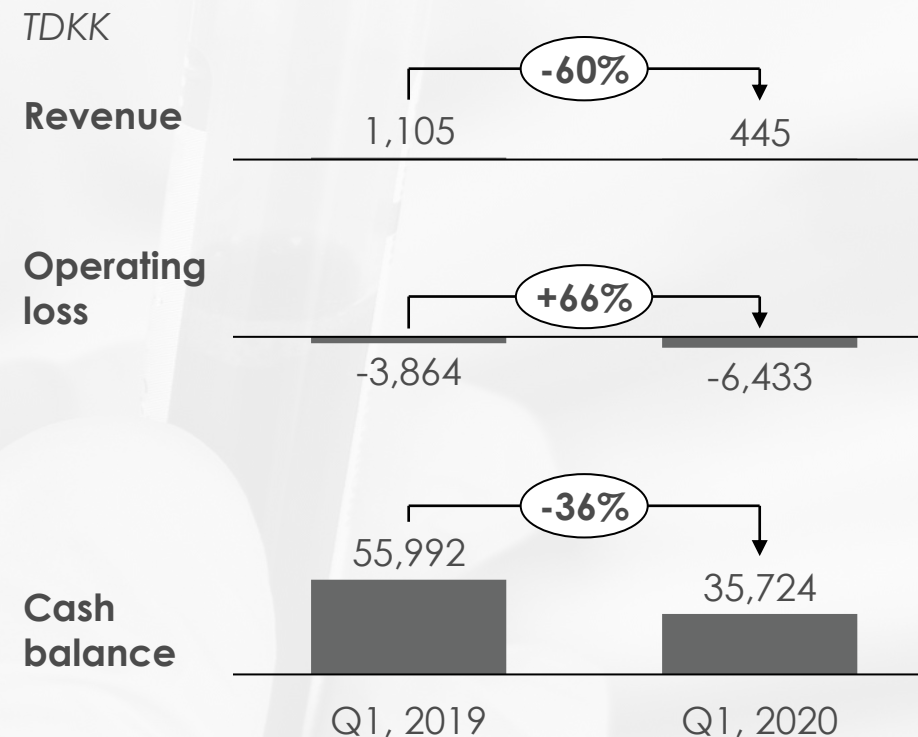 TDKK
-60%
Revenue
1,105
445
Operating
loss
+66%
-3,864
-6,433
-36%
55,992
35,724
Cash
balance
Q1, 2019
Q1, 2020